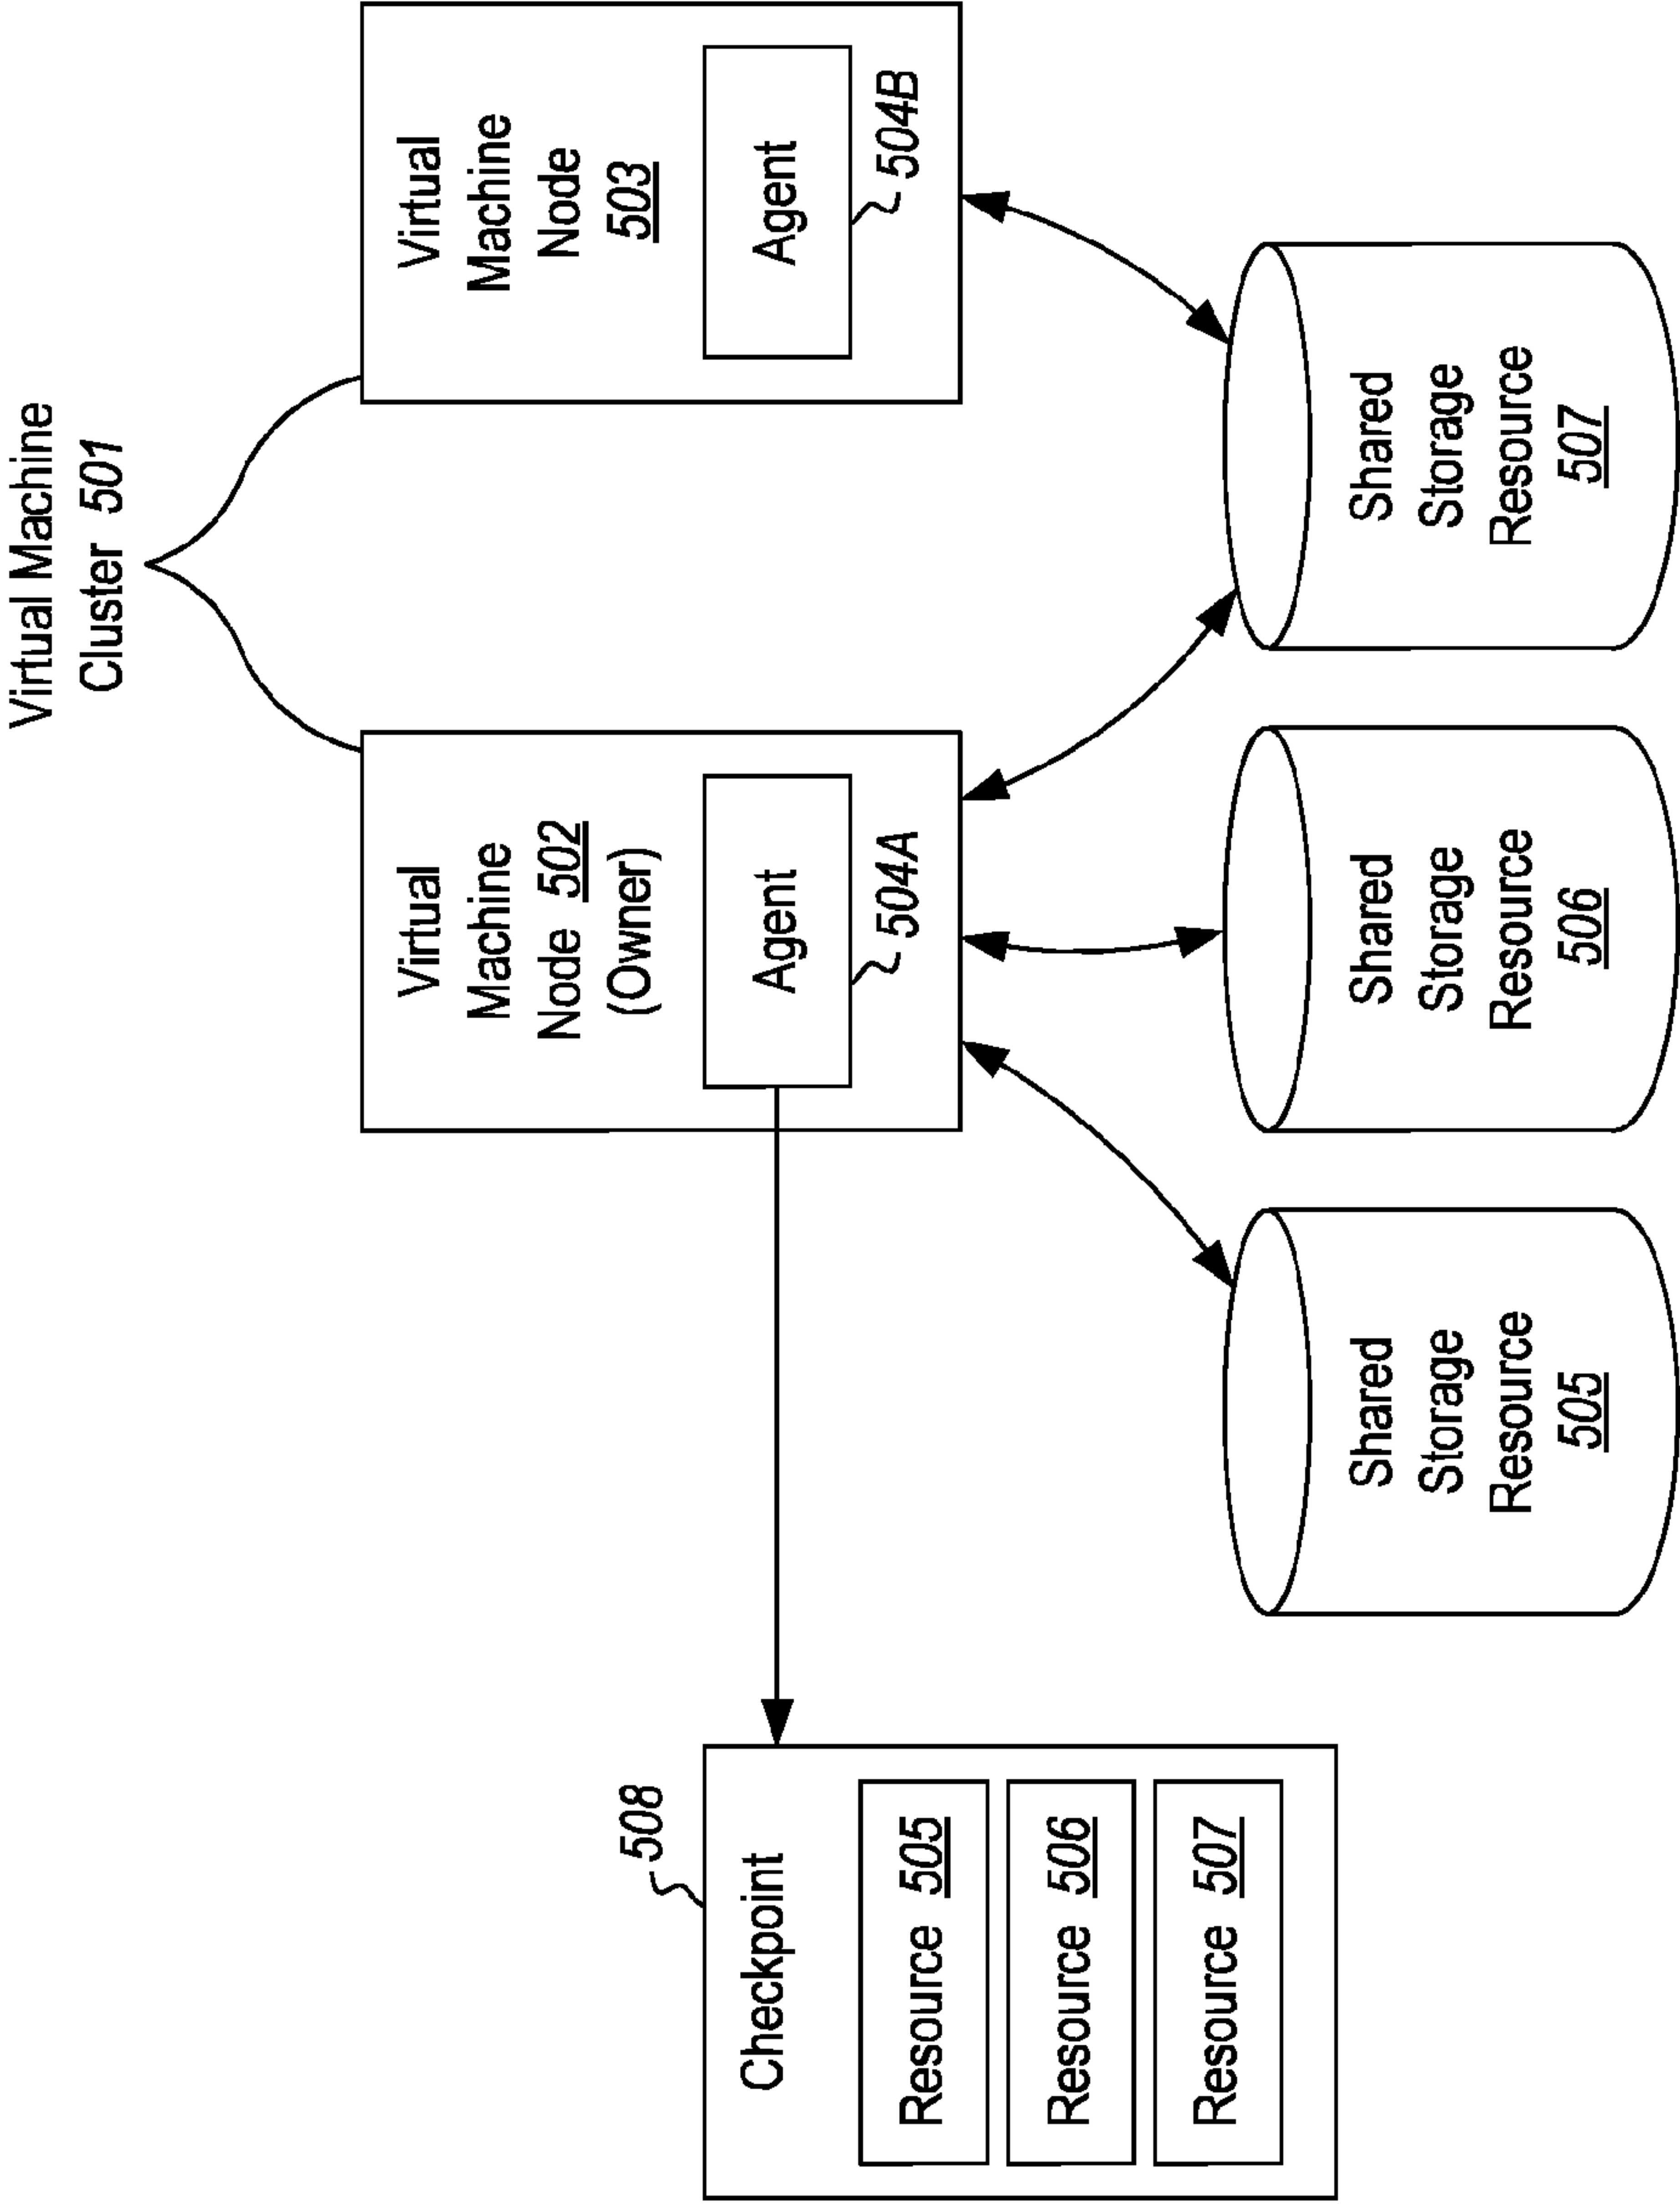 Virtual Machine
Cluster 501
Virtual
Machine
Node 502
(Owner)
Agent
504A
Virtual
Machine
Node
503
Agent
504B
508
Checkpoint
Resource 505
Resource 506
Resource 507
Shared
Storage
Resource
505
Shared
Storage
Resource
506
Shared
Storage
Resource
507